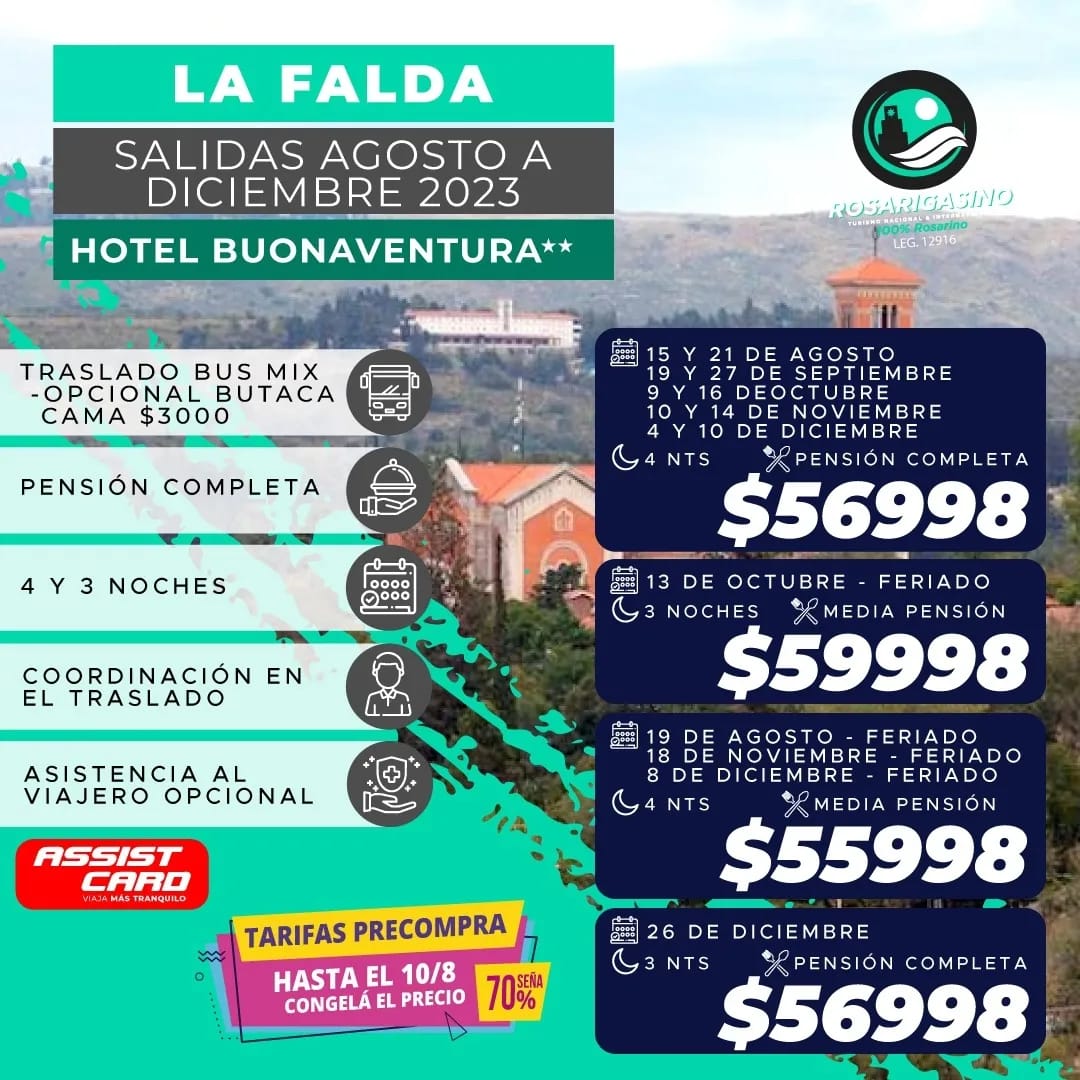 LA FALDA
SALIDAS AGOSTO A
DICIEMBRE 2023
HOTEL BUONAVENTURA★★
ROSARIGASINO
TURISMO NACIONAL &
100% Rosarino
LEG. 12916
TRASLADO BUS MIX
-OPCIONAL BUTACA
CAMA $3000
PENSIÓN COMPLETA
4 Y 3 NOCHES
COORDINACIÓN EN
EL TRASLADO
ASISTENCIA AL
VIAJERO OPCIONAL
ASSIST
CARD
VIAJA MÁS TRANQUILO
TARIFAS PRECOMPRA
HASTA EL 10/8
CONGELÁ EL PRECIO
70% SEÑA
15 Y 21 DE AGOSTO
19 Y 27 DE SEPTIEMBRE
9 Y 16 DEOCTUBRE
10 Y 14 DE NOVIEMBRE
4 Y 10 DE DICIEMBRE
4 NTS PENSIÓN COMPLETA
$56998
13 DE OCTUBRE - FERIADO
3 NOCHES MEDIA PENSIÓN
$59998
19 DE AGOSTO - FERIADO
18 DE NOVIEMBRE - FERIADO
8 DE DICIEMBRE - FERIADO
4 NTS MEDIA PENSIÓN
$55998
26 DE DICIEMBRE
3 NTS PENSIÓN COMPLETA
$56998